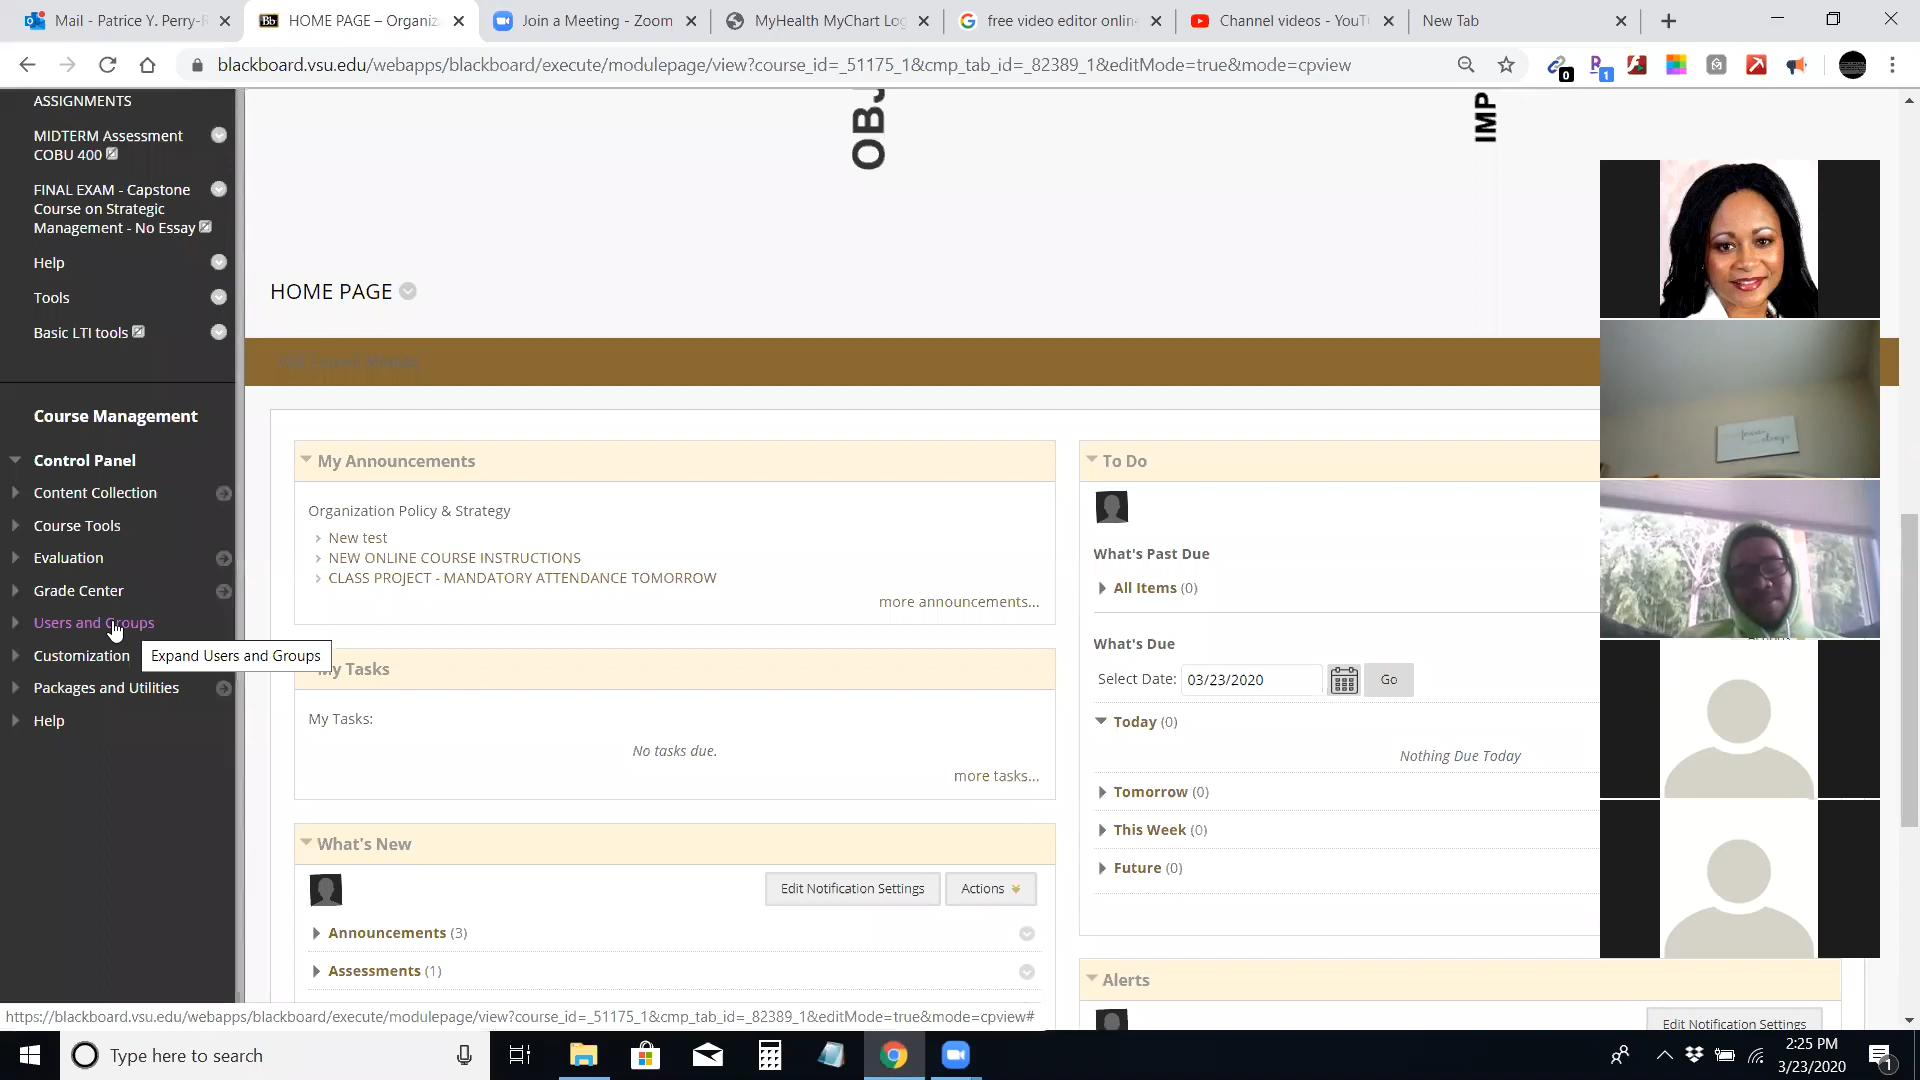 Mail - Patrice Y. Perry-R
HOME PAGE – Organiza
Join a Meeting - Zoom
MyHealth MyChart Log
free video editor onlin
Channel videos - YouTu
New Tab
blackboard.vsu.edu/webapps/blackboard/execute/modulepage/view?course_id=_51175_1&cmp_tab_id=_82389_1&editMode=true&mode=cpview
0
1
ASSIGNMENTS
MIDTERM Assessment
COBU 400
FINAL EXAM - Capstone
Course on Strategic
Management - No Essay
Help
Tools
Basic LTI tools
Course Management
Control Panel
Content Collection
Course Tools
Evaluation
Grade Center
Users and Groups
Expand Users and Groups
Customization
Packages and Utilities
Help
OBJ
IMP
HOME PAGE
My Announcements
Organization Policy & Strategy
New test
NEW ONLINE COURSE INSTRUCTIONS
CLASS PROJECT - MANDATORY ATTENDANCE TOMORROW
more announcements...
My Tasks
My Tasks:
No tasks due.
more tasks...
What's New
Edit Notification Settings
Actions
Announcements (3)
Assessments (1)
To Do
What's Past Due
All Items (0)
What's Due
Select Date:
03/23/2020
Go
Today (0)
Nothing Due Today
Tomorrow (0)
This Week (0)
Future (0)
Alerts
Edit Notification Settings
https://blackboard.vsu.edu/webapps/blackboard/execute/modulepage/view?course_id=_51175_1&cmp_tab_id=_82389_1&editMode=true&mode=cpview#
Type here to search
2:25 PM
3/23/2020
1